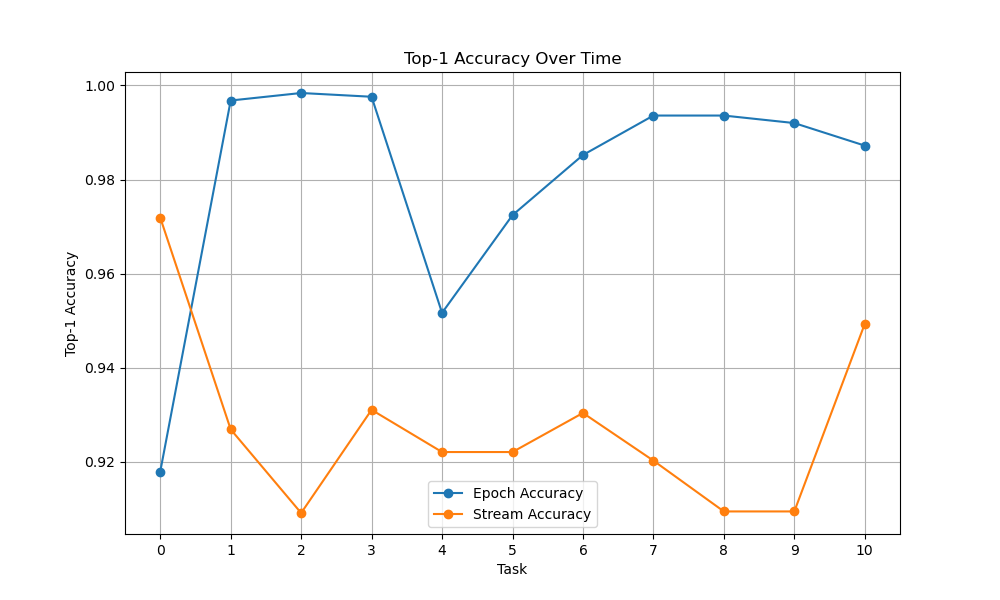 Top-1 Accuracy Over Time
Top-1 Accuracy
1.00
0.98
0.96
0.94
0.92
Epoch Accuracy
Stream Accuracy
0 1 2 3 4 5 6 7 8 9 10
Task